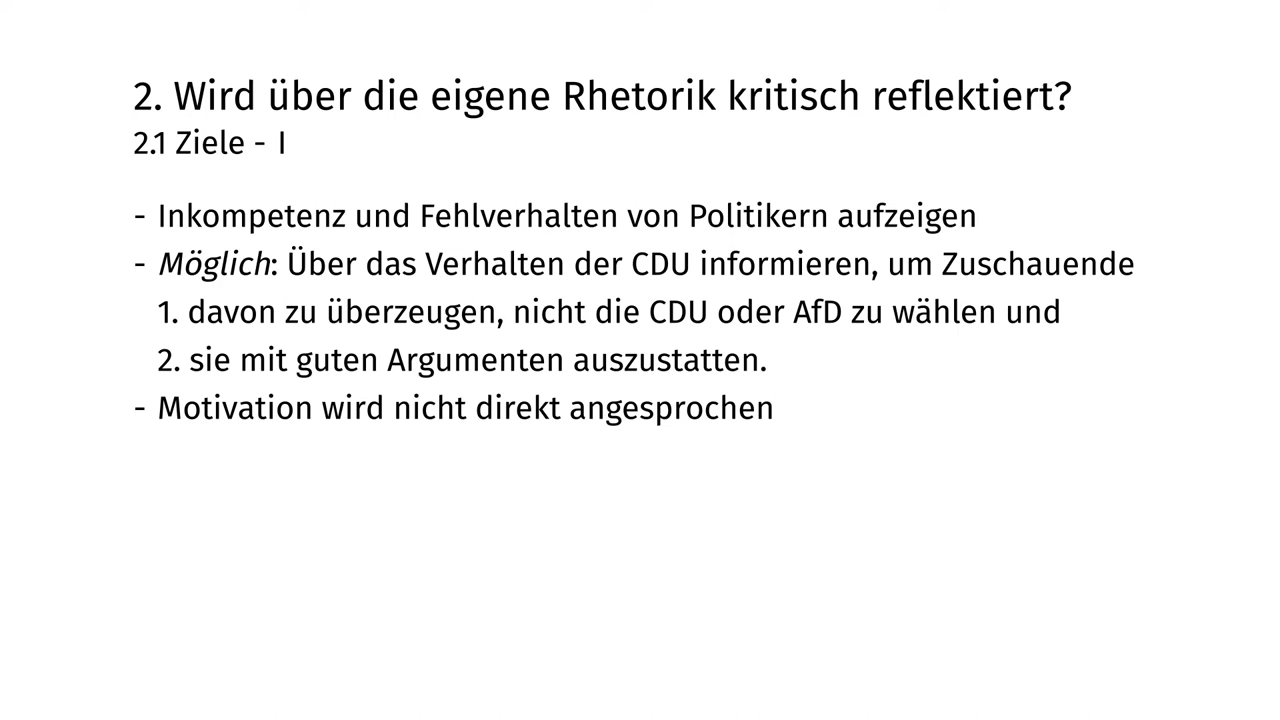 2. Wird über die eigene Rhetorik kritisch reflektiert?
2.1 Ziele - I
- Inkompetenz und Fehlverhalten von Politikern aufzeigen
- Möglich: Über das Verhalten der CDU informieren, um Zuschauende
1. davon zu überzeugen, nicht die CDU oder AfD zu wählen und
2. sie mit guten Argumenten auszustatten.
- Motivation wird nicht direkt angesprochen